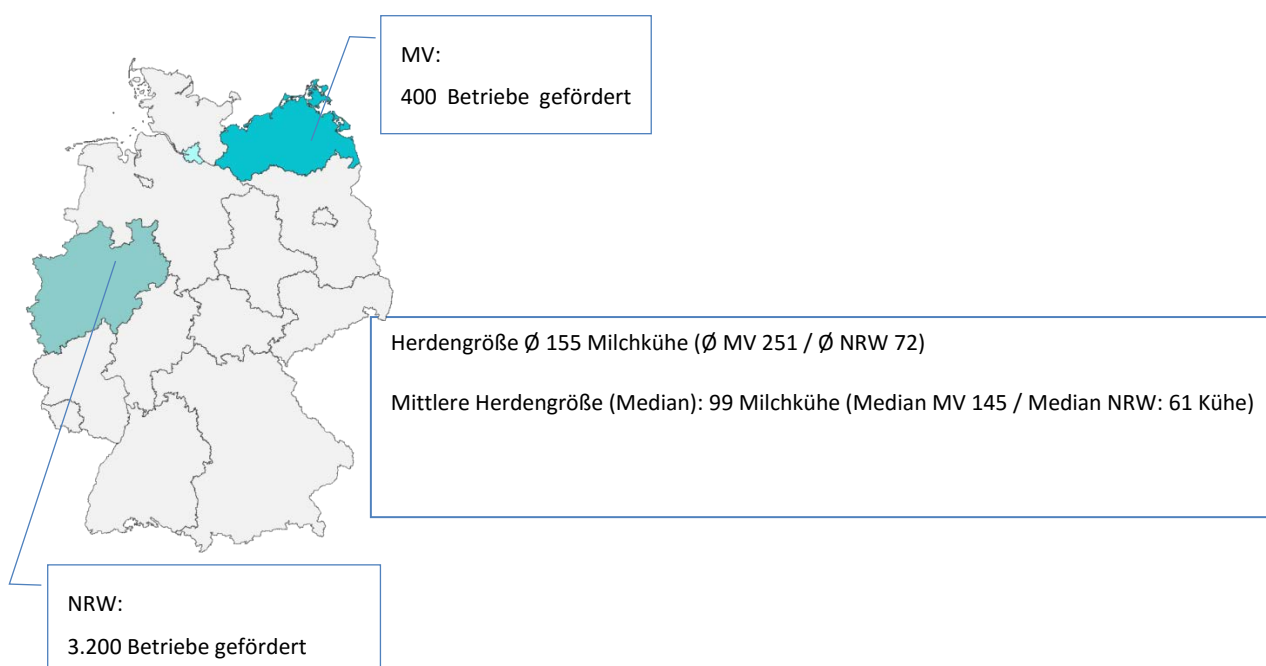 MV:
400 Betriebe gefördert
Herdengröße Ø 155 Milchkühe (Ø MV 251 / Ø NRW 72)
Mittlere Herdengröße (Median): 99 Milchkühe (Median MV 145 / Median NRW: 61 Kühe)
NRW:
3.200 Betriebe gefördert